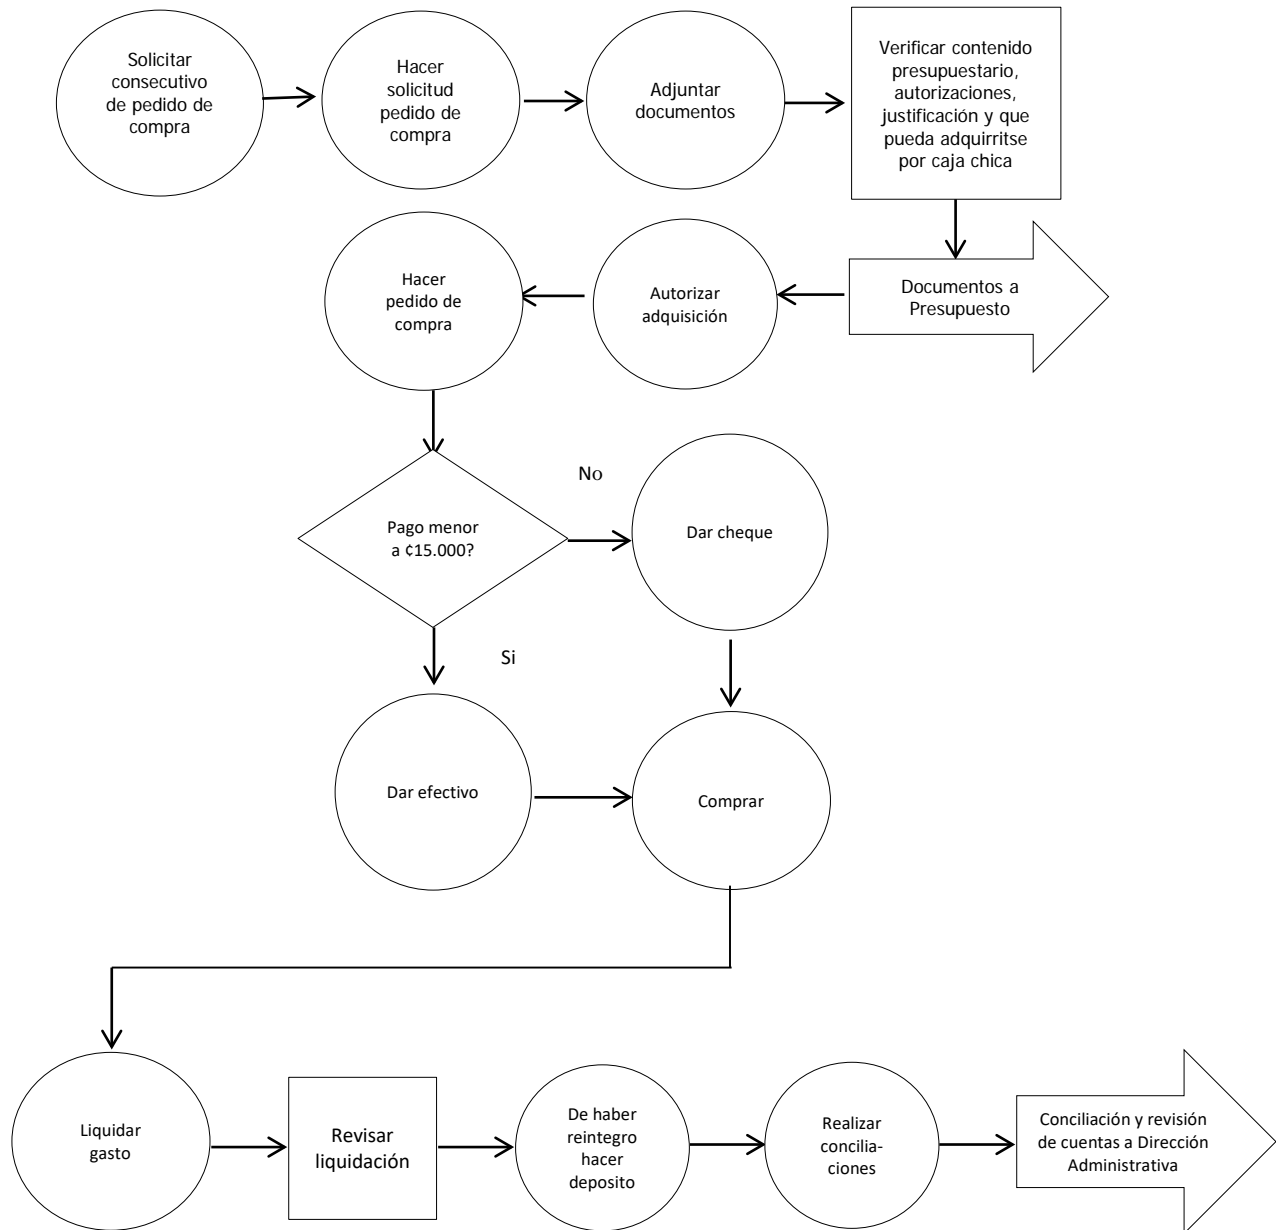 Solicitar
consecutivo
de pedido de
compra
Hacer
solicitud
pedido de
compra
Adjuntar
documentos
Verificar contenido
presupuestario,
autorizaciones,
justificación y que
pueda adquirritse
por caja chica
Documentos a
Presupuesto
Autorizar
adquisición
Hacer
pedido de
compra
Pago menor
a ¢15.000?
No
Dar cheque
Si
Dar efectivo
Comprar
Liquidar
gasto
Revisar
liquidación
De haber
reintegro
hacer
deposito
Realizar
concilia-
ciones
Conciliación y revisión
de cuentas a Dirección
Administrativa